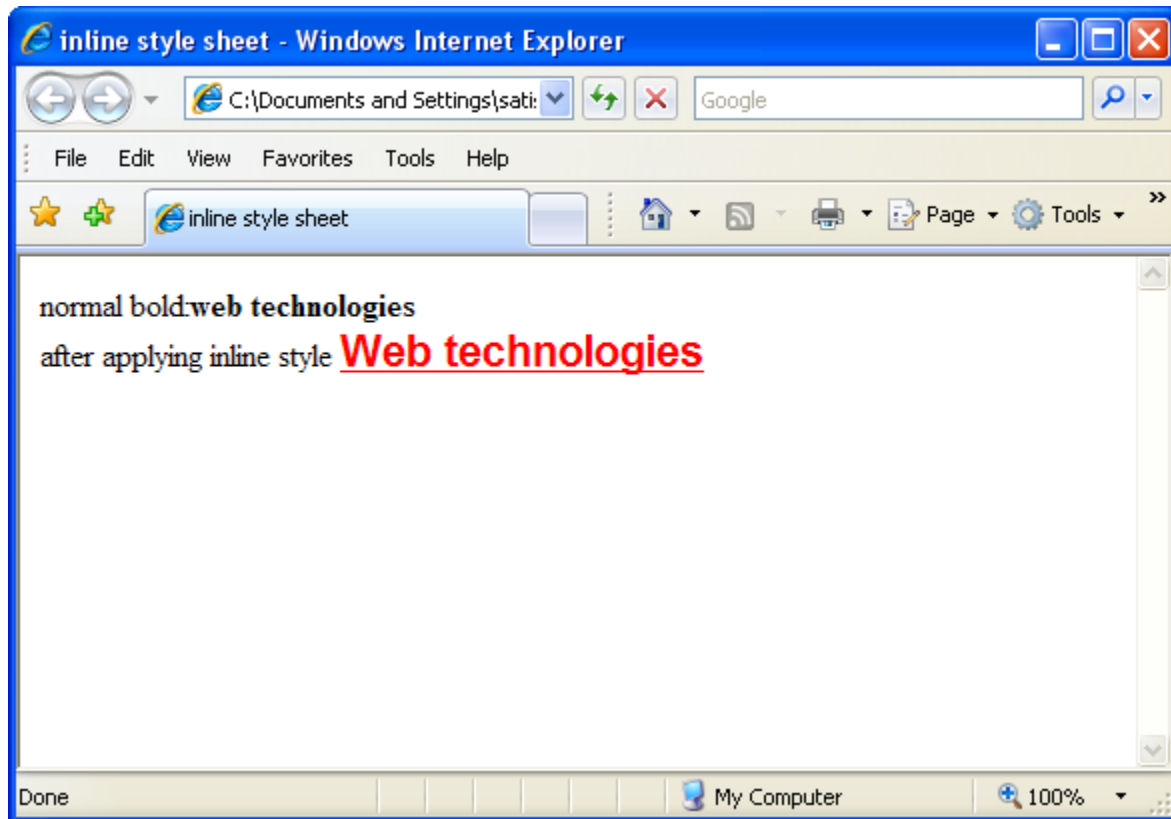 inline style sheet - Windows Internet Explorer
C:\Documents and Settings\sati: Google
File Edit View Favorites Tools Help
inline style sheet Page Tools »
normal bold:web technologies
after applying inline style Web technologies
Done My Computer 100%